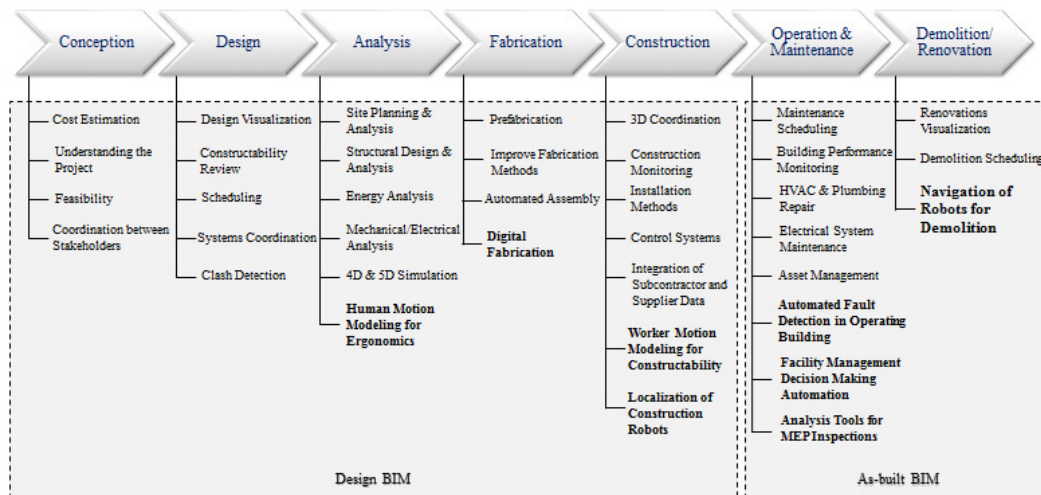 Conception
Design
Analysis
Fabrication
Construction
Operation &
Maintenance
Demolition/
Renovation
Cost Estimation
Understanding the
Project
Feasibility
Coordination between
Stakeholders
Design Visualization
Constructability
Review
Scheduling
Systems Coordination
Clash Detection
Site Planning &
Analysis
Structural Design &
Analysis
Energy Analysis
Mechanical/Electrical
Analysis
4D & 5D Simulation
Human Motion
Modeling for
Ergonomics
Prefabrication
Improve Fabrication
Methods
Automated Assembly
Digital
Fabrication
3D Coordination
Construction
Monitoring
Installation
Methods
Control Systems
Integration of
Subcontractor and
Supplier Data
Worker Motion
Modeling for
Constructability
Localization of
Construction
Robots
Maintenance
Scheduling
Building Performance
Monitoring
HVAC & Plumbing
Repair
Electrical System
Maintenance
Asset Management
Automated Fault
Detection in Operating
Building
Facility Management
Decision Making
Automation
Analysis Tools for
MEP Inspections
Renovations
Visualization
Demolition Scheduling
Navigation of
Robots for
Demolition
Design BIM
As-built BIM